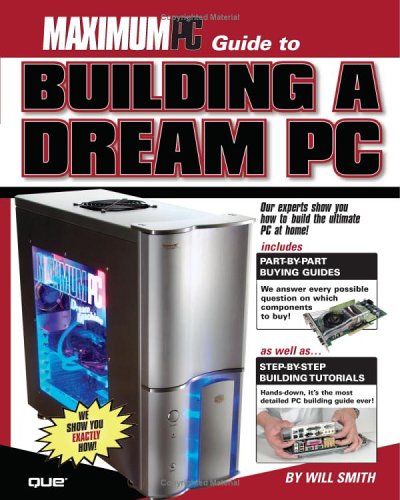 MAXIMUMPC Guide to
BUILDING A
DREAM PC
Our experts show you
how to build the ultimate
PC at home!
includes
PART-BY-PART
BUYING GUIDES
We answer every possible
question on which
components
to buy!
as well as...
STEP-BY-STEP
BUILDING TUTORIALS
Hands-down, it's the most
detailed PC building guide ever!
MAXIMUMPC
WE
SHOW YOU
EXACTLY
HOW!
QUE®
BY WILL SMITH